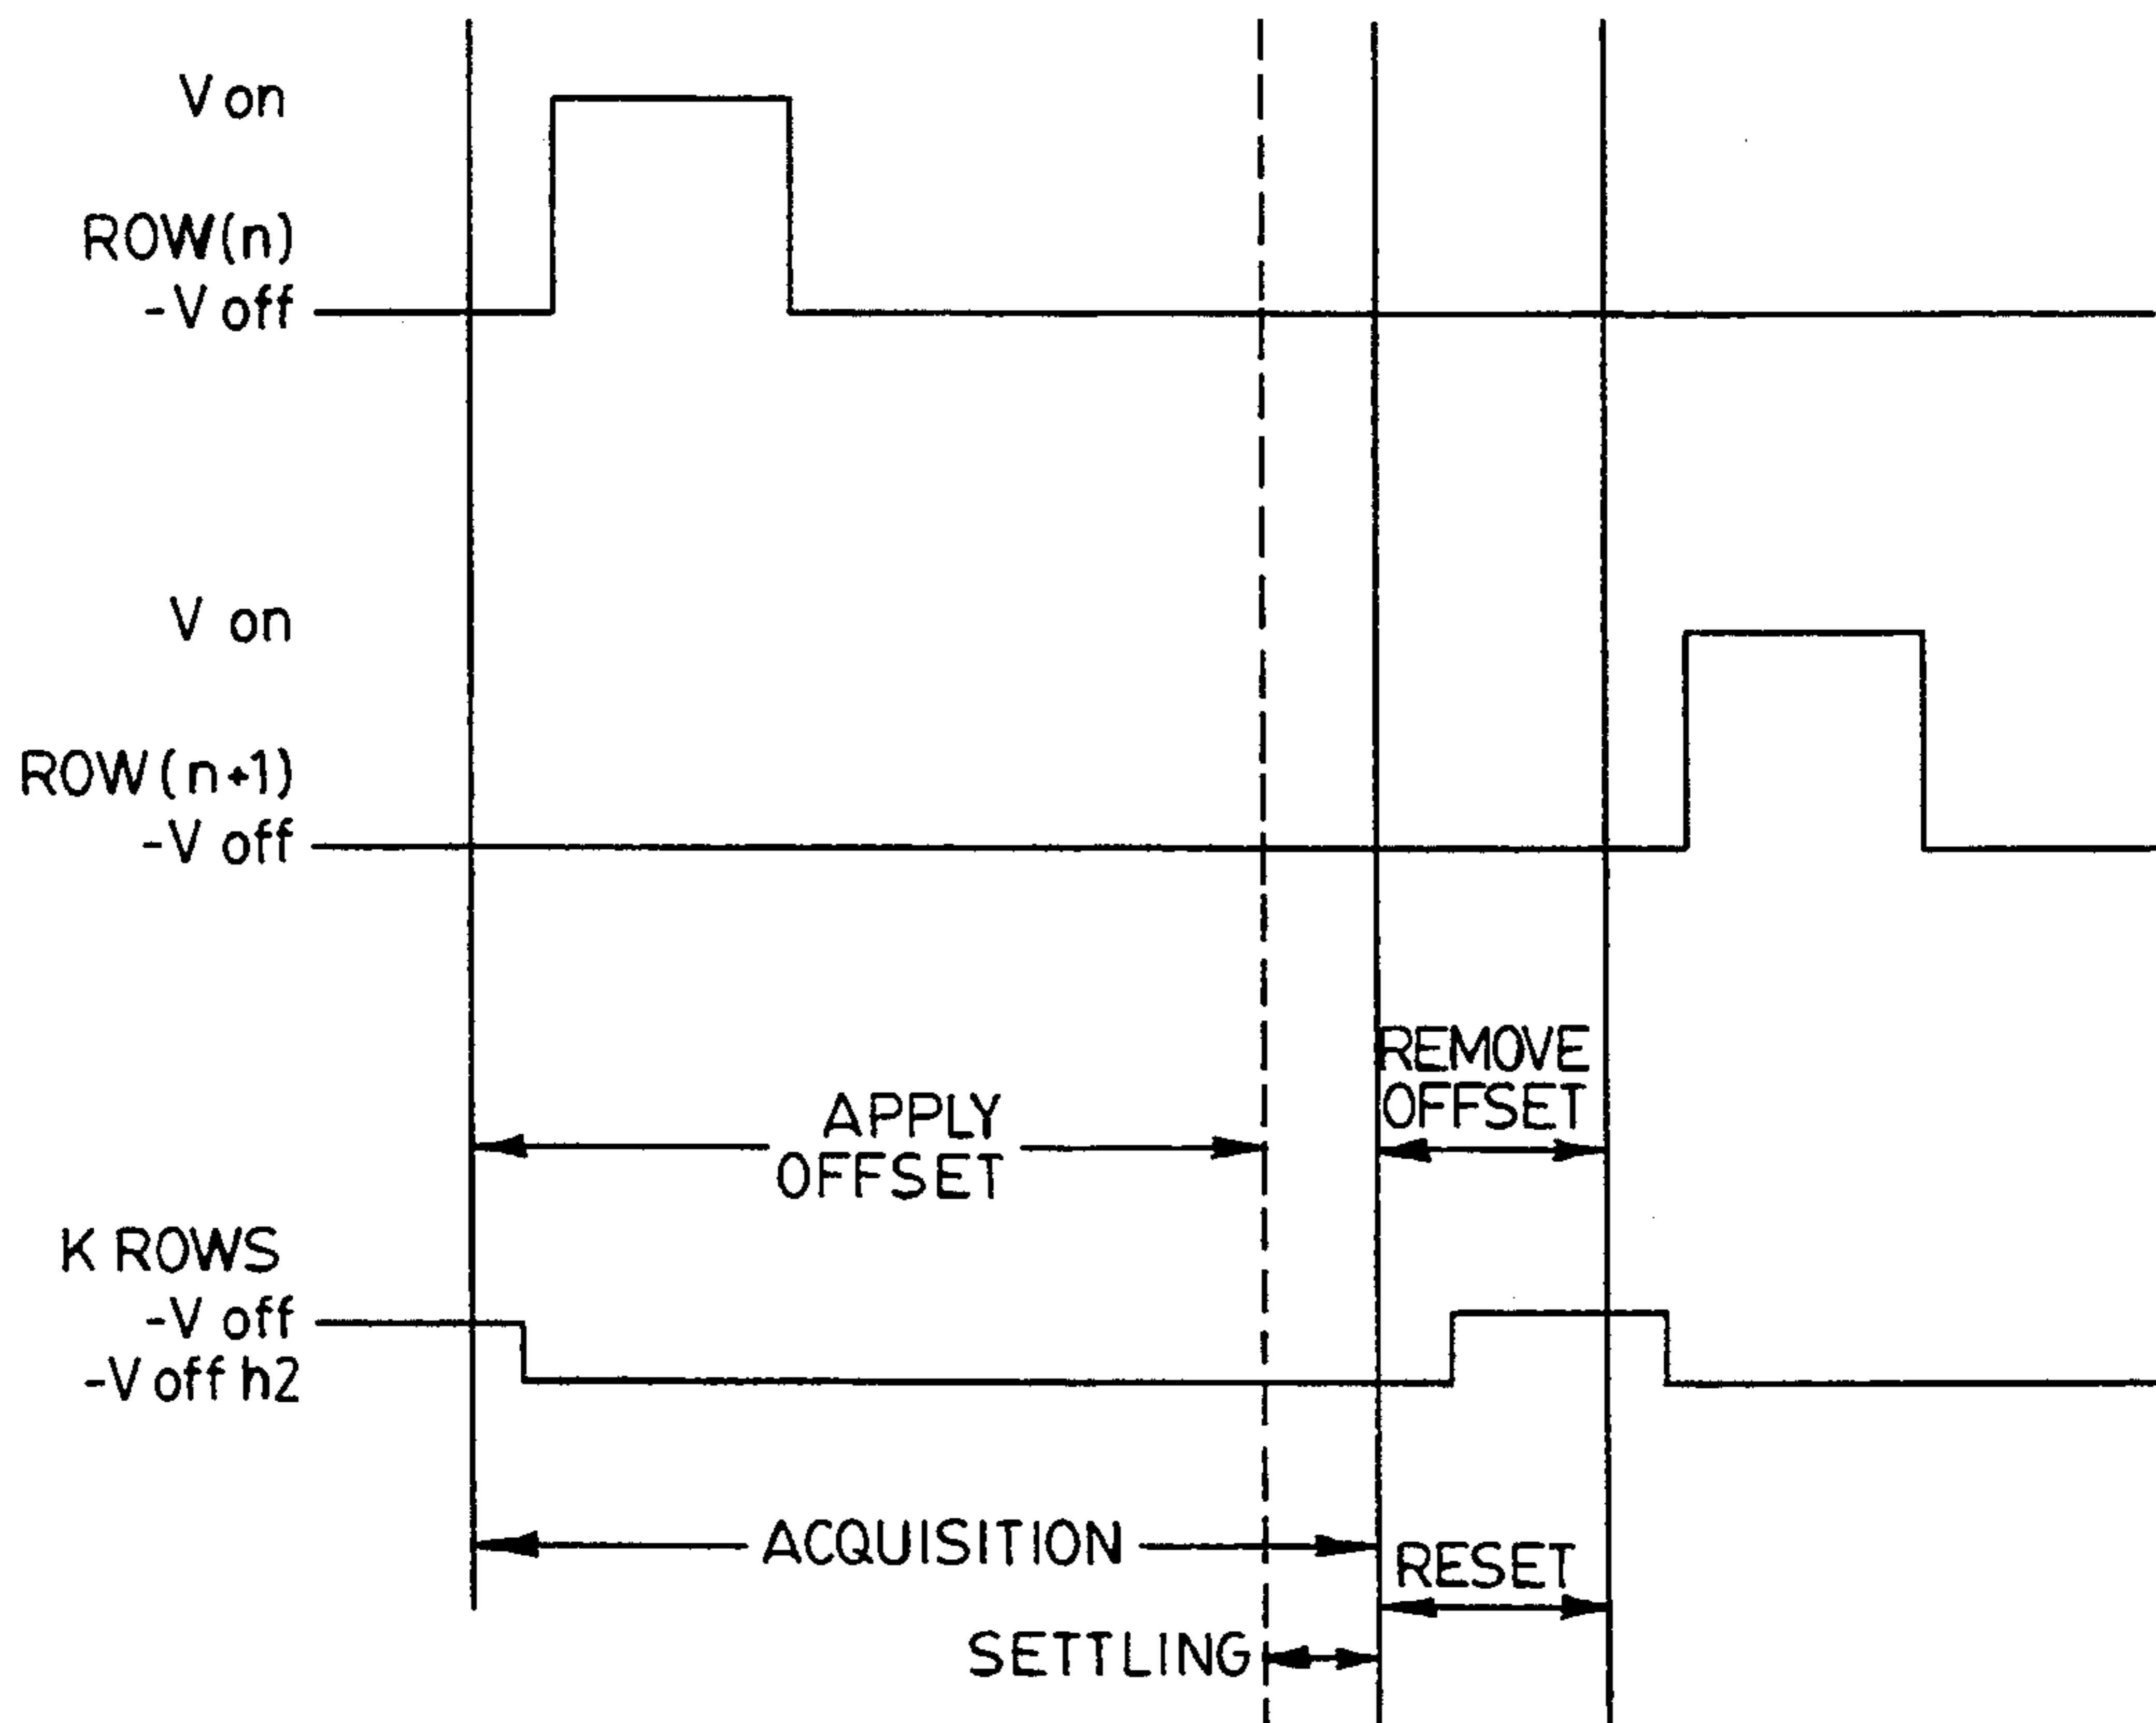 V on
ROW(n)
-V off
V on
ROW(n+1)
-V off
REMOVE
OFFSET
APPLY
OFFSET
K ROWS
-V off
-V off h2
ACQUISITION
RESET
SETTLING